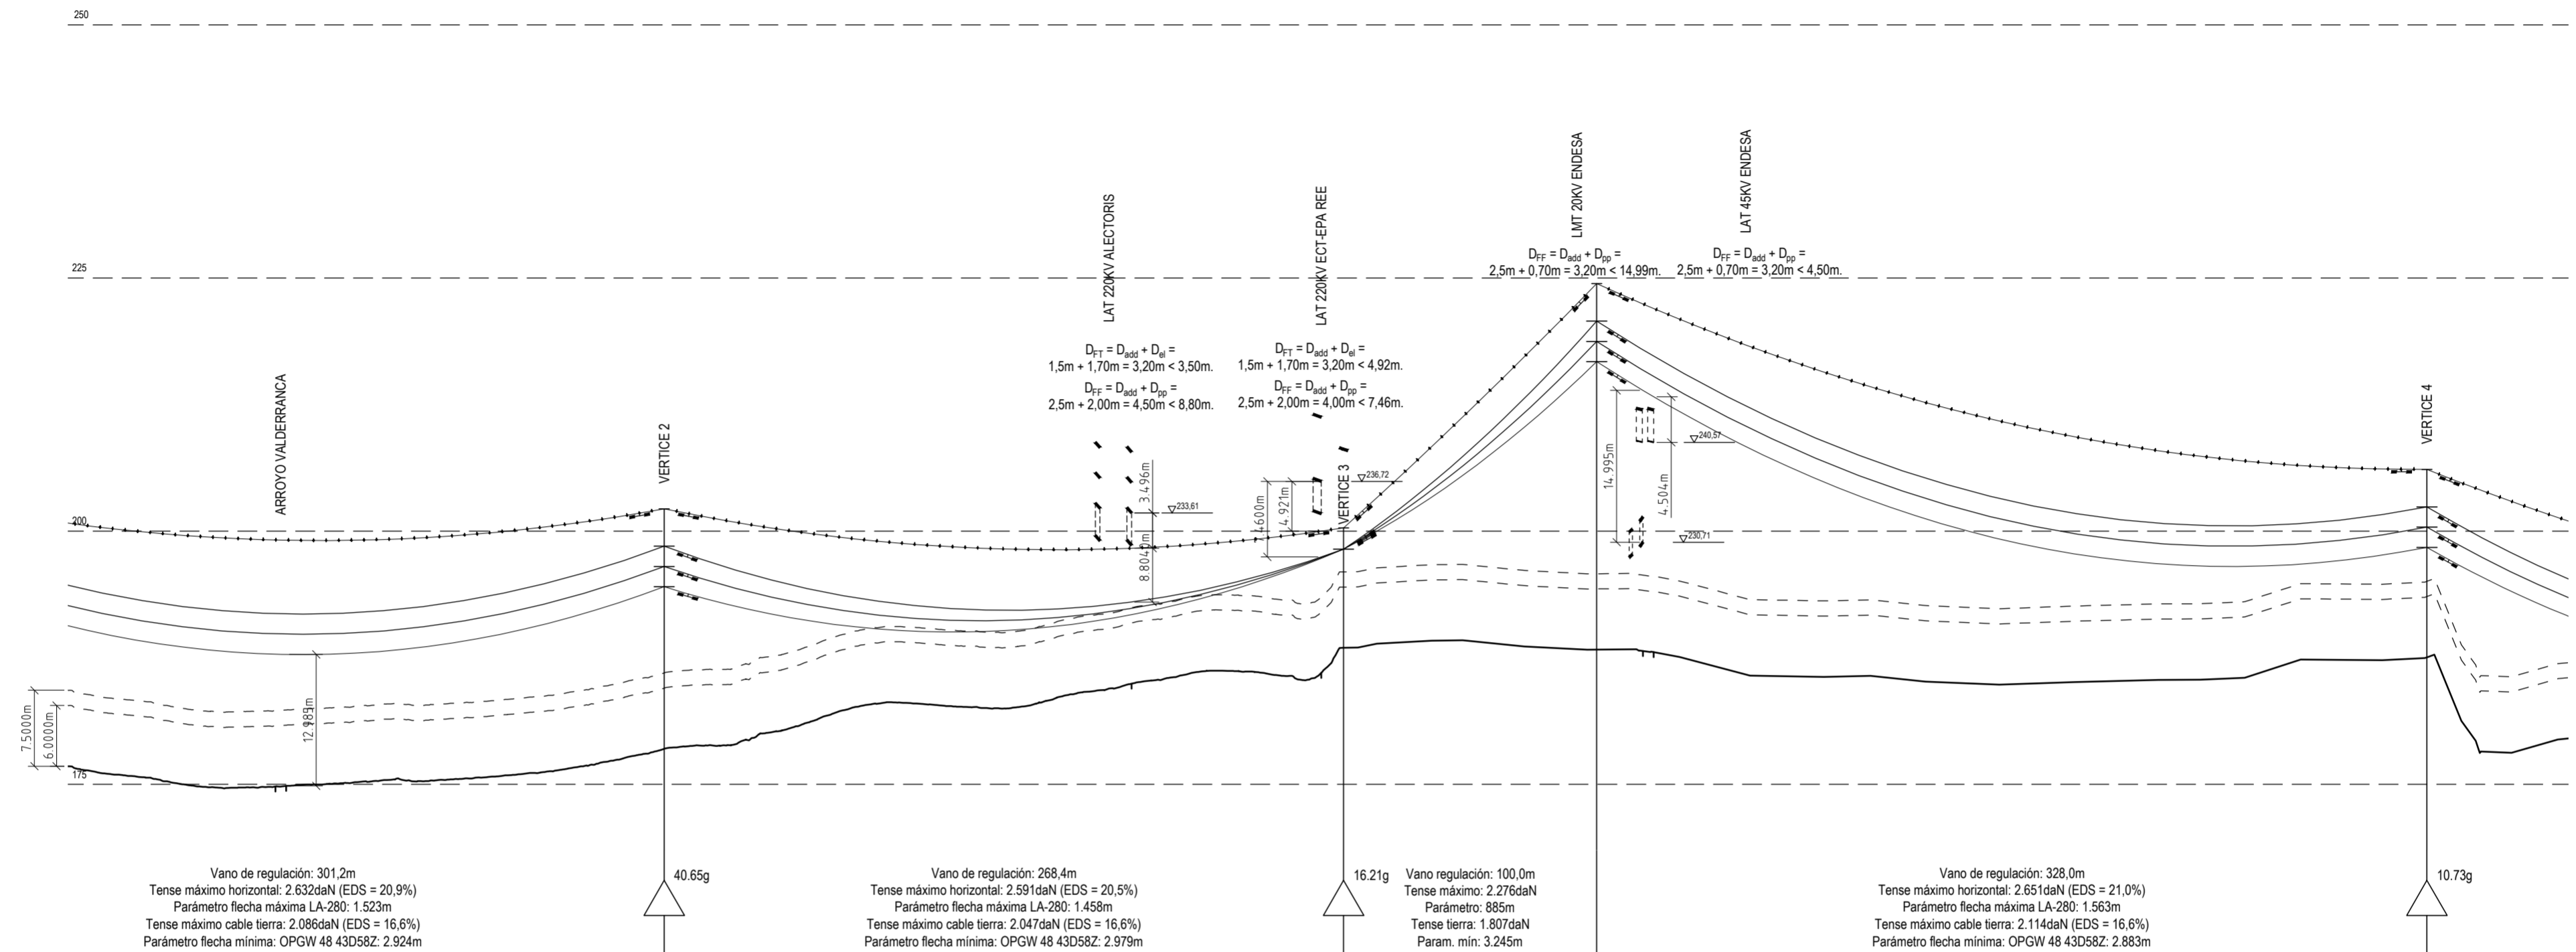 250
225
200
175
ARROYO VALDERRANCA
VERTICE 2
LAT 220KV ALECTORIS
D_FT = D_add + D_el =
1,5m + 1,70m = 3,20m < 3,50m.
D_FF = D_add + D_pp =
2,5m + 2,00m = 4,50m < 8,80m.
LAT 220KV ECT-EPA REE
D_FT = D_add + D_el =
1,5m + 1,70m = 3,20m < 4,92m.
D_FF = D_add + D_pp =
2,5m + 2,00m = 4,00m < 7,46m.
VERTICE 3
LMT 20KV ENDESA
D_FF = D_add + D_pp =
2,5m + 0,70m = 3,20m < 14,99m.
LAT 45KV ENDESA
D_FF = D_add + D_pp =
2,5m + 0,70m = 3,20m < 4,50m.
VERTICE 4
7.5000m
6.0000m
12.985m
3.496m
233,61
8.8040m
4.921m
236,72
14.995m
4.504m
240,57
230,71
Vano de regulación: 301,2m
Tense máximo horizontal: 2.632daN (EDS = 20,9%)
Parámetro flecha máxima LA-280: 1.523m
Tense máximo cable tierra: 2.086daN (EDS = 16,6%)
Parámetro flecha mínima: OPGW 48 43D58Z: 2.924m
40.65g
Vano de regulación: 268,4m
Tense máximo horizontal: 2.591daN (EDS = 20,5%)
Parámetro flecha máxima LA-280: 1.458m
Tense máximo cable tierra: 2.047daN (EDS = 16,6%)
Parámetro flecha mínima: OPGW 48 43D58Z: 2.979m
16.21g
Vano regulación: 100,0m
Tense máximo: 2.276daN
Parámetro: 885m
Tense tierra: 1.807daN
Param. mín: 3.245m
Vano de regulación: 328,0m
Tense máximo horizontal: 2.651daN (EDS = 21,0%)
Parámetro flecha máxima LA-280: 1.563m
Tense máximo cable tierra: 2.114daN (EDS = 16,6%)
Parámetro flecha mínima: OPGW 48 43D58Z: 2.883m
10.73g